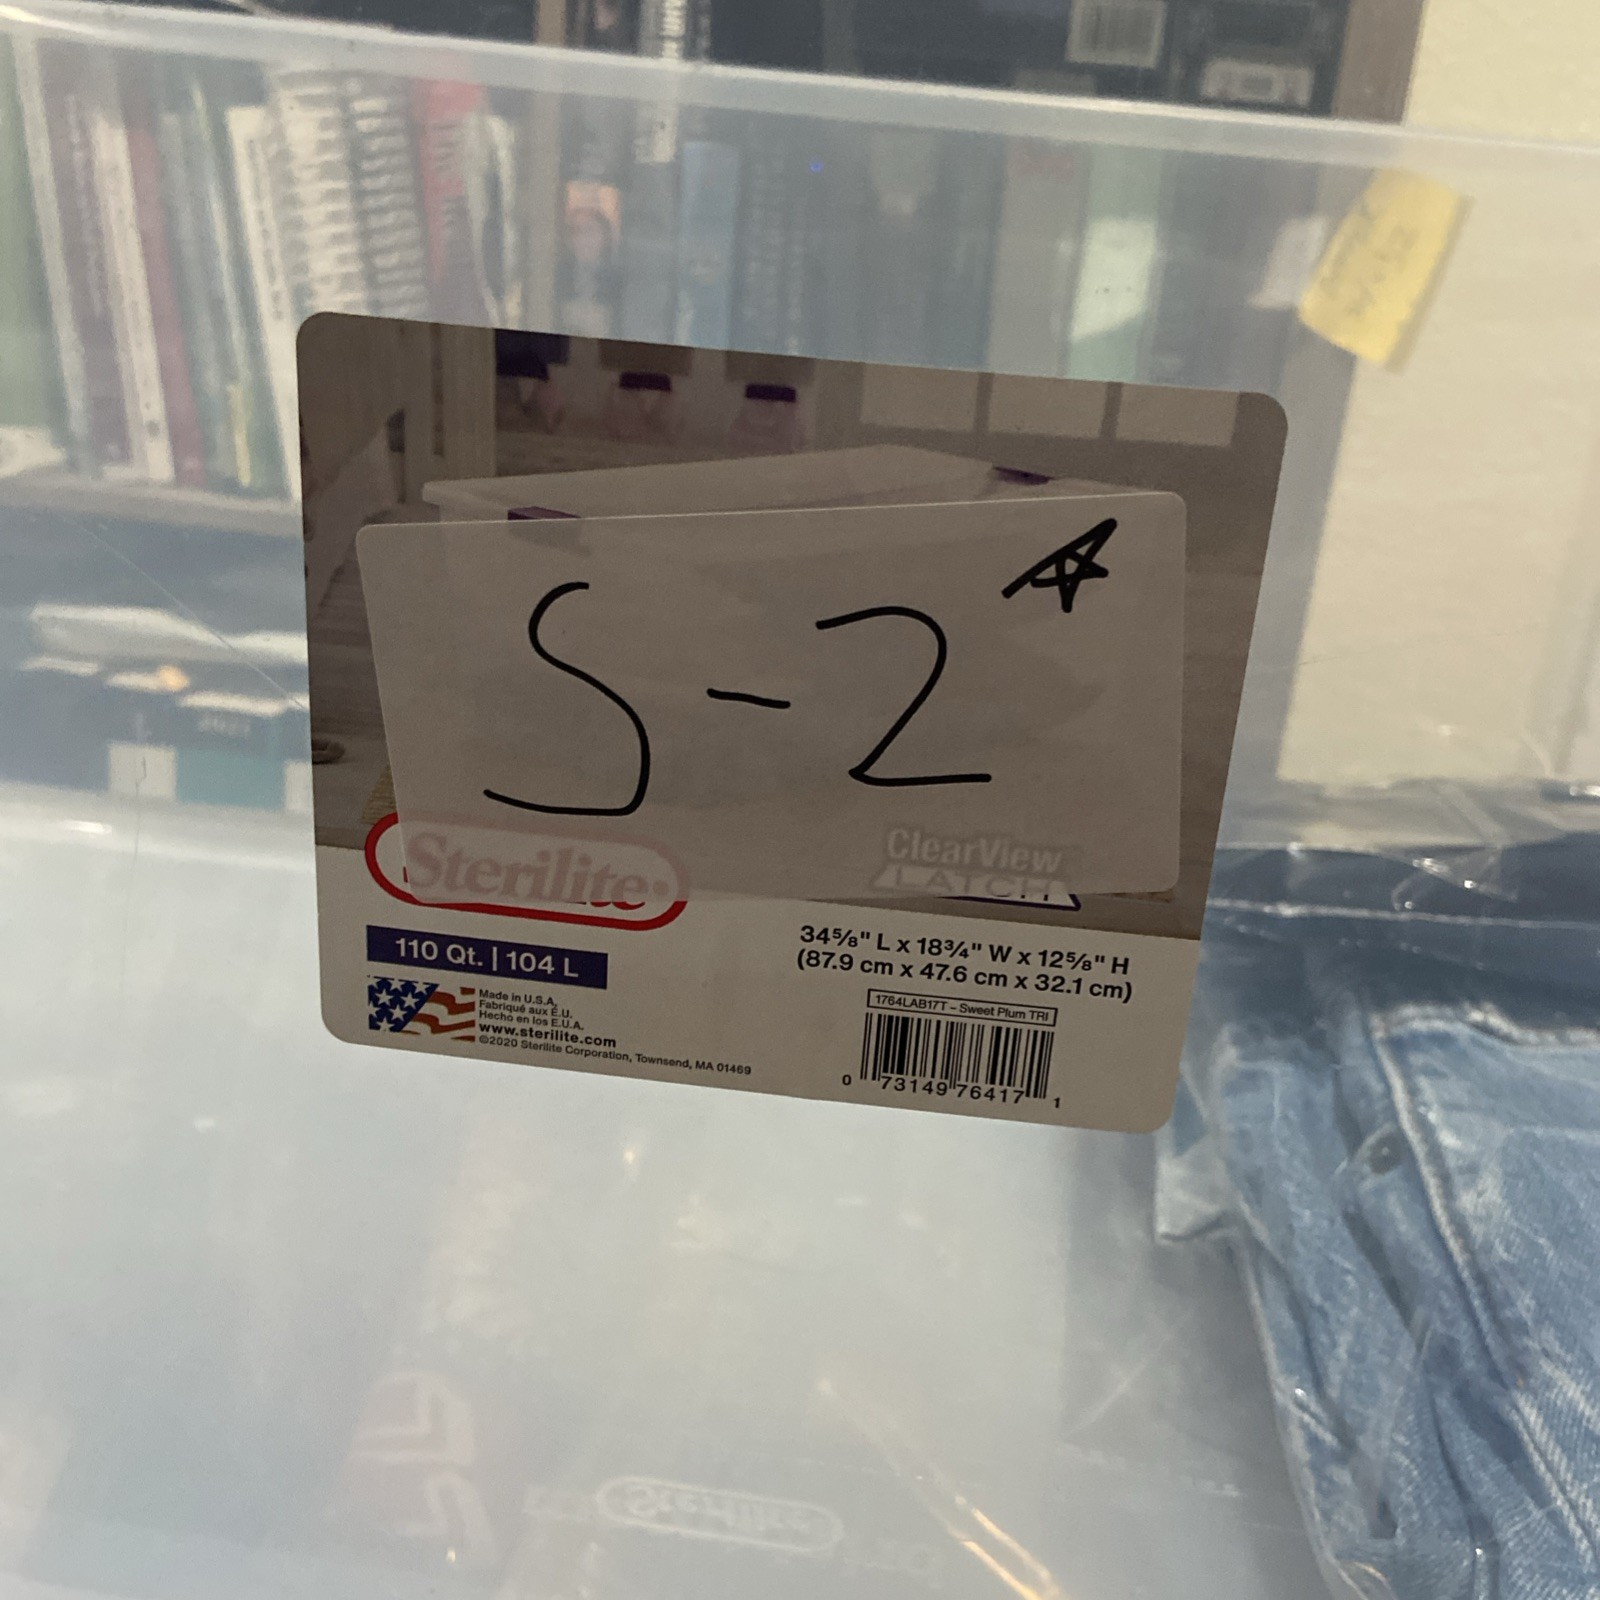 S-2
Sterilite
ClearView
LATCH
110 Qt. | 104 L
34⅝" L x 18¾" W x 12⅝" H
(87.9 cm x 47.6 cm x 32.1 cm)
Made in U.S.A.
Fabriqué aux É.U.
Hecho en los E.U.A.
www.sterilite.com
©2020 Sterilite Corporation, Townsend, MA 01469
1764LAB17T – Sweet Plum TRI
0 73149 76417 1
Sterilite